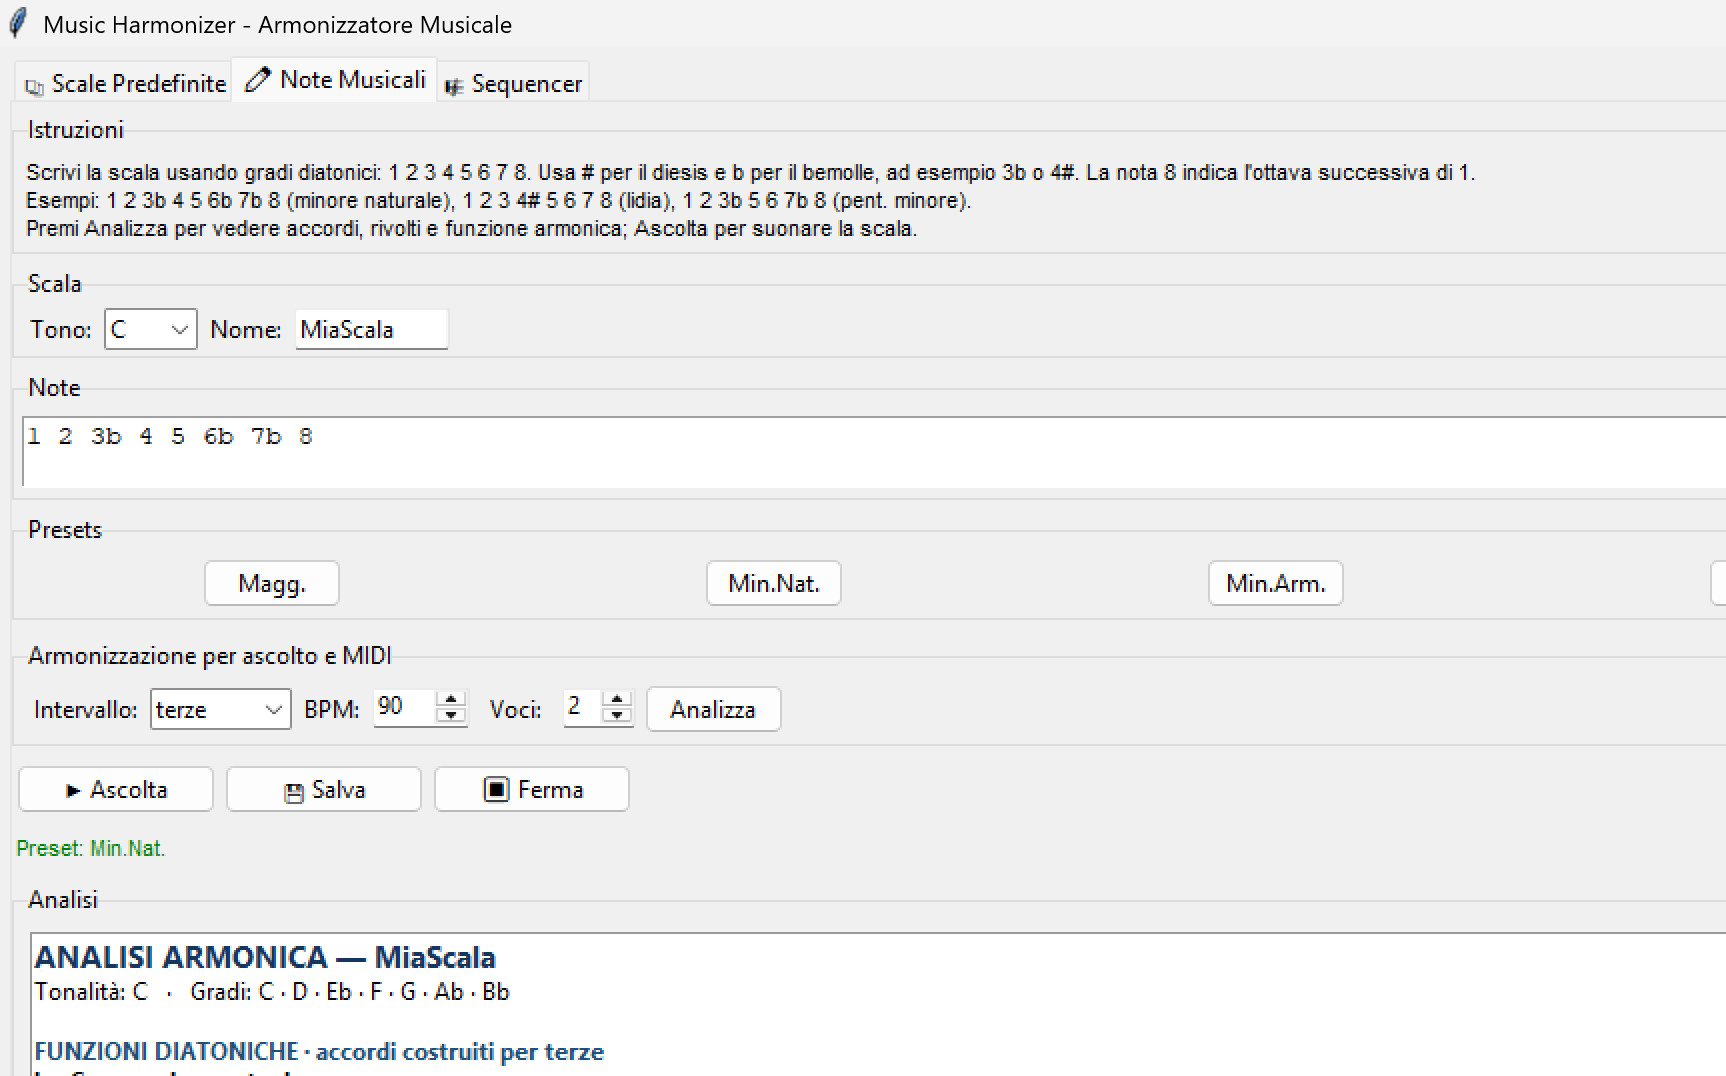 Music Harmonizer - Armonizzatore Musicale
Scale Predefinite Note Musicali Sequencer
Istruzioni
Scrivi la scala usando gradi diatonici: 1 2 3 4 5 6 7 8. Usa # per il diesis e b per il bemolle, ad esempio 3b o 4#. La nota 8 indica l'ottava successiva di 1.
Esempi: 1 2 3b 4 5 6b 7b 8 (minore naturale), 1 2 3 4# 5 6 7 8 (lidia), 1 2 3b 5 6 7b 8 (pent. minore).
Premi Analizza per vedere accordi, rivolti e funzione armonica; Ascolta per suonare la scala.
Scala
Tono: C Nome: MiaScala
Note
1 2 3b 4 5 6b 7b 8
Presets
Magg. Min.Nat. Min.Arm.
Armonizzazione per ascolto e MIDI
Intervallo: terze BPM: 90 Voci: 2 Analizza
Ascolta Salva Ferma
Preset: Min.Nat.
Analisi
ANALISI ARMONICA — MiaScala
Tonalità: C · Gradi: C · D · Eb · F · G · Ab · Bb
FUNZIONI DIATONICHE · accordi costruiti per terze